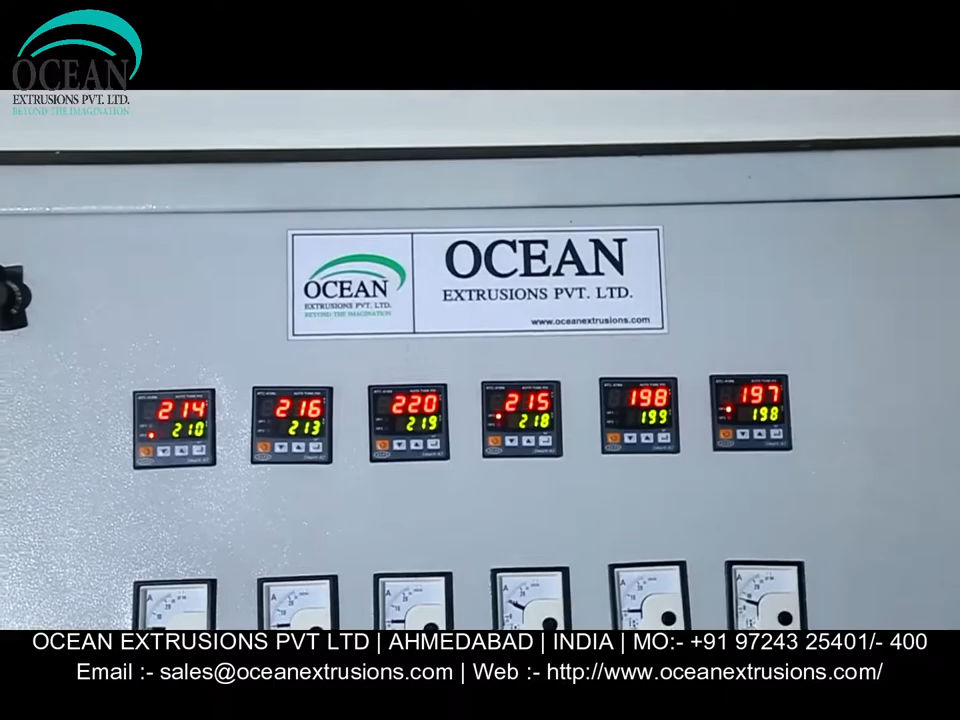 OCEAN
EXTRUSIONS PVT. LTD.
BEYOND THE IMAGINATION
OCEAN
EXTRUSIONS PVT. LTD.
BEYOND THE IMAGINATION
OCEAN
EXTRUSIONS PVT. LTD.
www.oceanextrusions.com
214 216 220 215 198 197
210 213 219 218 199 198
A A A A A A
OCEAN EXTRUSIONS PVT LTD | AHMEDABAD | INDIA | MO:- +91 97243 25401/- 400
Email :- sales@oceanextrusions.com | Web :- http://www.oceanextrusions.com/